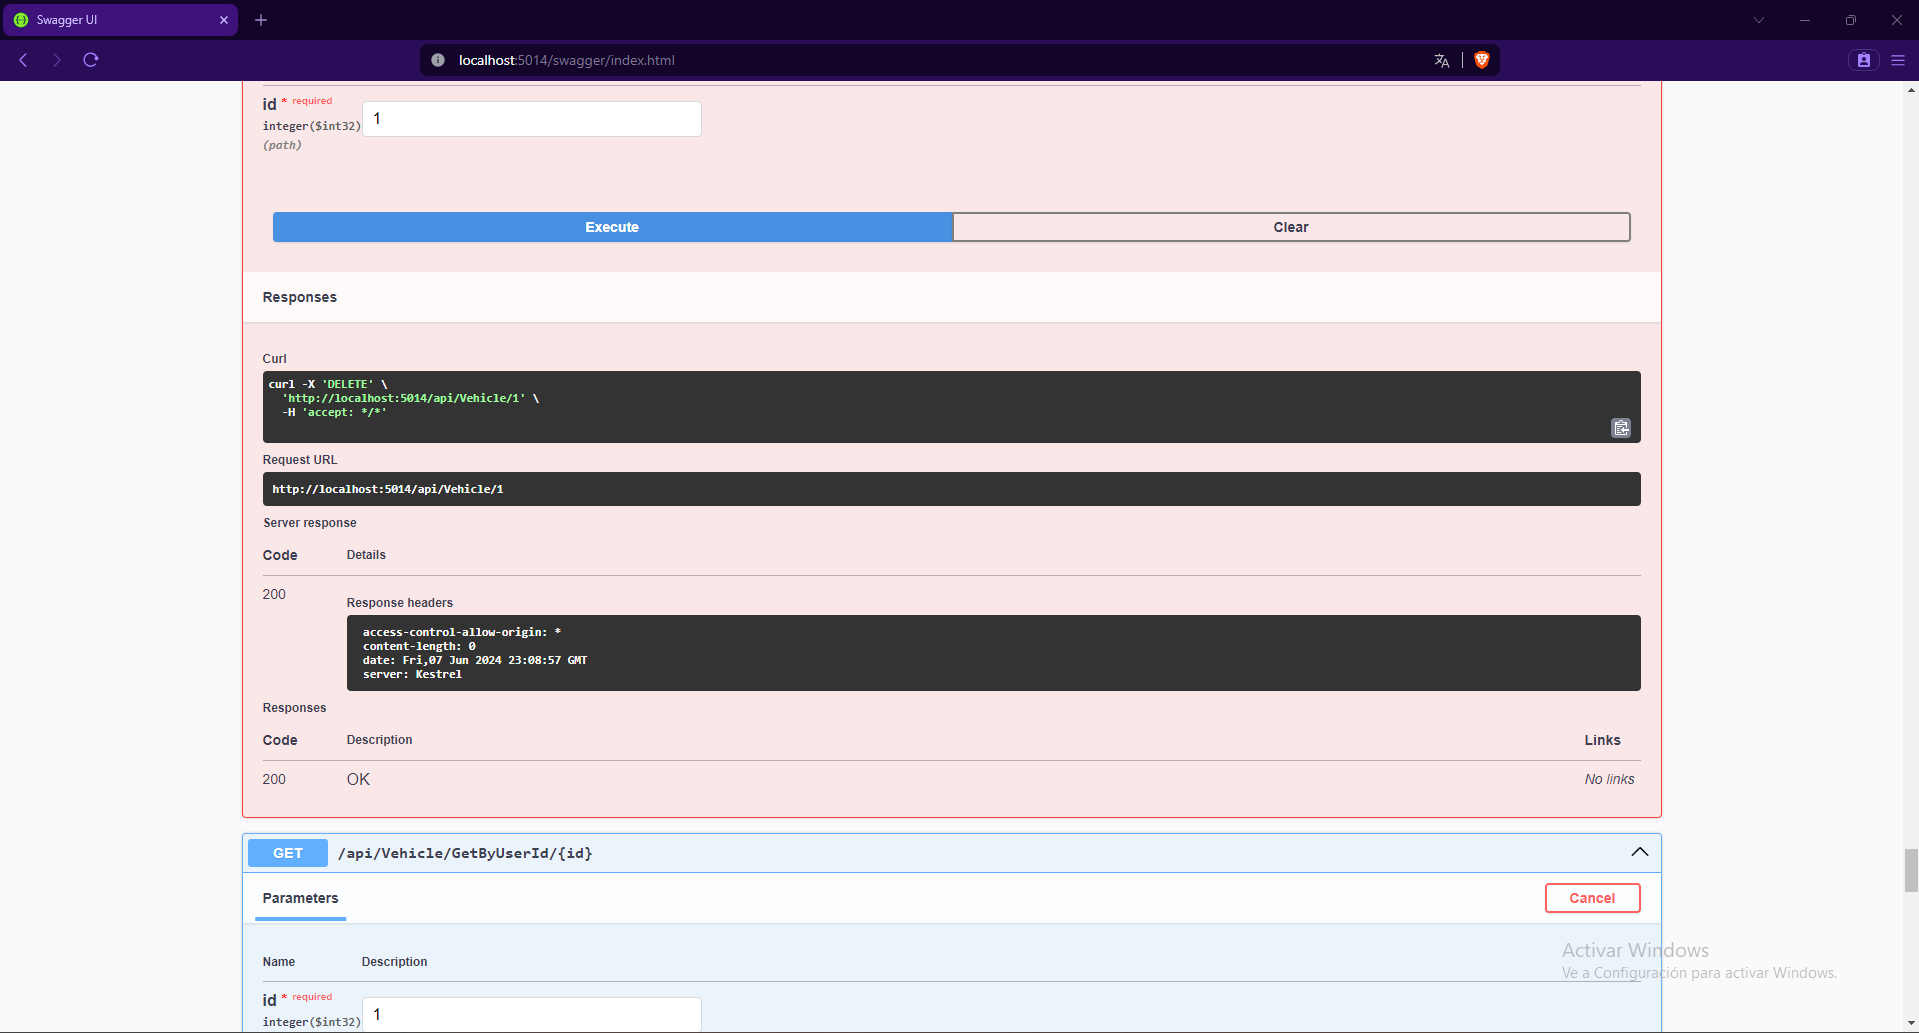 Swagger UI
localhost:5014/swagger/index.html
id * required
integer($int32)
(path)
1
Execute
Clear
Responses
Curl
curl -X 'DELETE' \
'http://localhost:5014/api/Vehicle/1' \
-H 'accept: */*'
Request URL
http://localhost:5014/api/Vehicle/1
Server response
Code Details
200
Response headers
access-control-allow-origin: *
content-length: 0
date: Fri,07 Jun 2024 23:08:57 GMT
server: Kestrel
Responses
Code Description Links
200 OK No links
GET /api/Vehicle/GetByUserId/{id}
Parameters
Cancel
Name Description
id * required
integer($int32)
1
Activar Windows
Ve a Configuración para activar Windows.